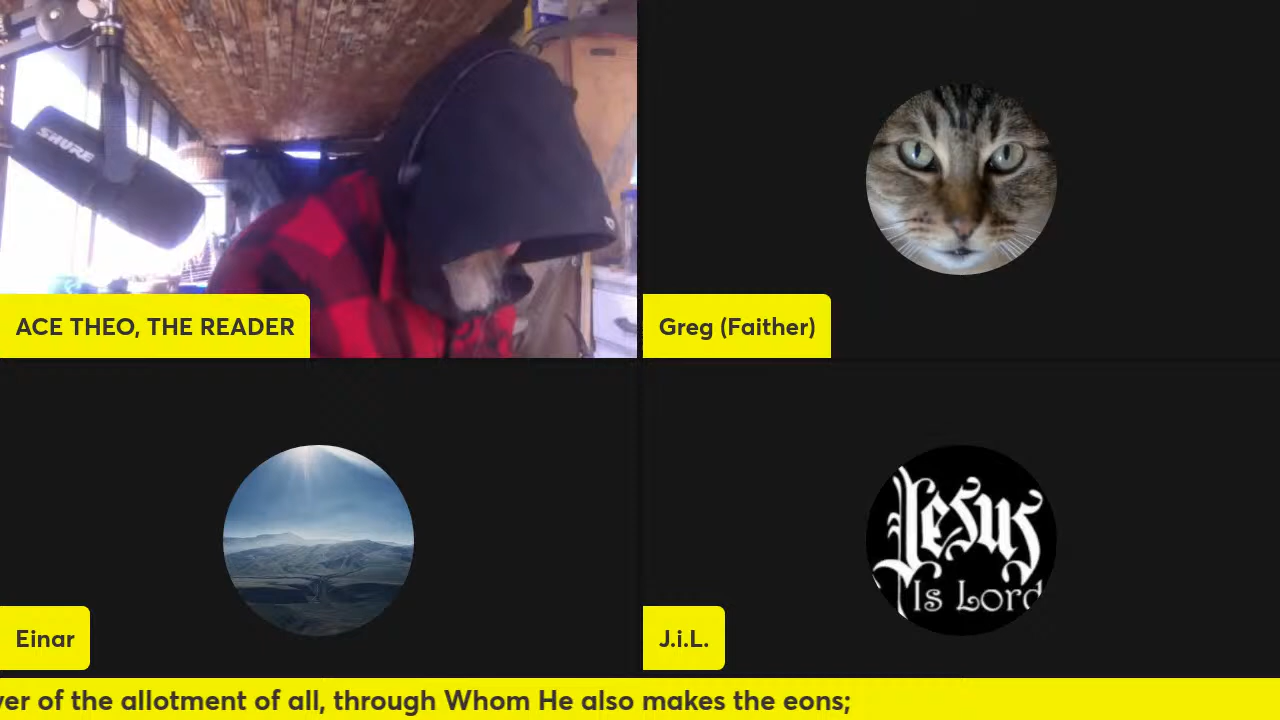 SHURE
ACE THEO, THE READER
Greg (Faither)
Jesus
Is Lord
Einar
J.i.L.
of the allotment of all, through Whom He also makes the eons;